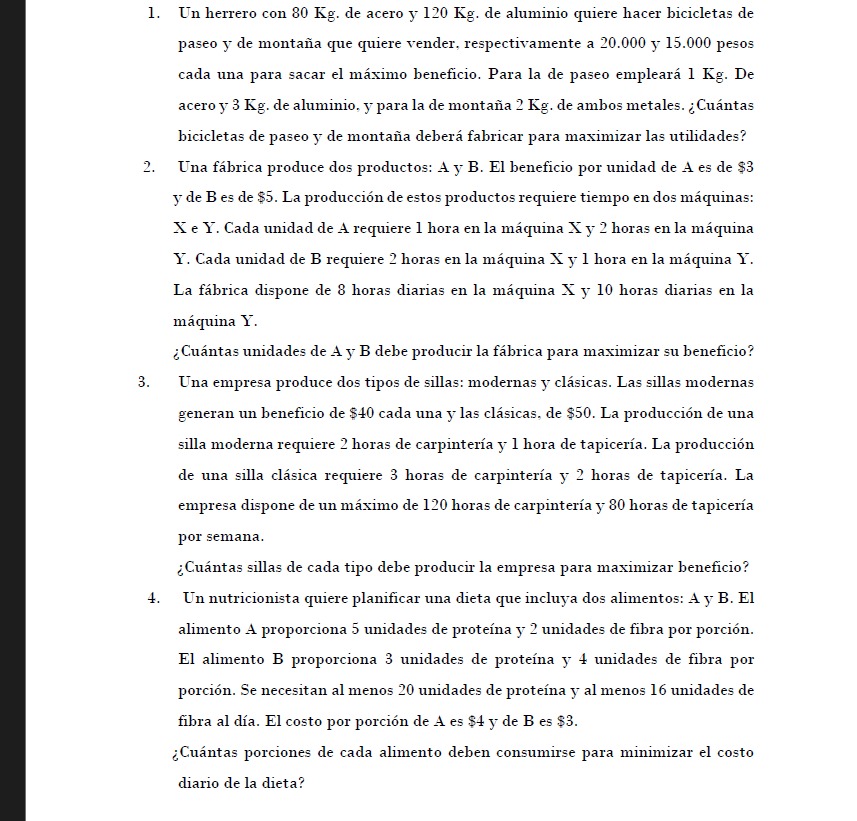 1. Un herrero con 80 Kg. de acero y 120 Kg. de aluminio quiere hacer bicicletas de
paseo y de montaña que quiere vender, respectivamente a 20.000 y 15.000 pesos
cada una para sacar el máximo beneficio. Para la de paseo empleará 1 Kg. De
acero y 3 Kg. de aluminio, y para la de montaña 2 Kg. de ambos metales. ¿Cuántas
bicicletas de paseo y de montaña deberá fabricar para maximizar las utilidades?
2. Una fábrica produce dos productos: A y B. El beneficio por unidad de A es de $3
y de B es de $5. La producción de estos productos requiere tiempo en dos máquinas:
X e Y. Cada unidad de A requiere 1 hora en la máquina X y 2 horas en la máquina
Y. Cada unidad de B requiere 2 horas en la máquina X y 1 hora en la máquina Y.
La fábrica dispone de 8 horas diarias en la máquina X y 10 horas diarias en la
máquina Y.
¿Cuántas unidades de A y B debe producir la fábrica para maximizar su beneficio?
3. Una empresa produce dos tipos de sillas: modernas y clásicas. Las sillas modernas
generan un beneficio de $40 cada una y las clásicas, de $50. La producción de una
silla moderna requiere 2 horas de carpintería y 1 hora de tapicería. La producción
de una silla clásica requiere 3 horas de carpintería y 2 horas de tapicería. La
empresa dispone de un máximo de 120 horas de carpintería y 80 horas de tapicería
por semana.
¿Cuántas sillas de cada tipo debe producir la empresa para maximizar beneficio?
4. Un nutricionista quiere planificar una dieta que incluya dos alimentos: A y B. El
alimento A proporciona 5 unidades de proteína y 2 unidades de fibra por porción.
El alimento B proporciona 3 unidades de proteína y 4 unidades de fibra por
porción. Se necesitan al menos 20 unidades de proteína y al menos 16 unidades de
fibra al día. El costo por porción de A es $4 y de B es $3.
¿Cuántas porciones de cada alimento deben consumirse para minimizar el costo
diario de la dieta?